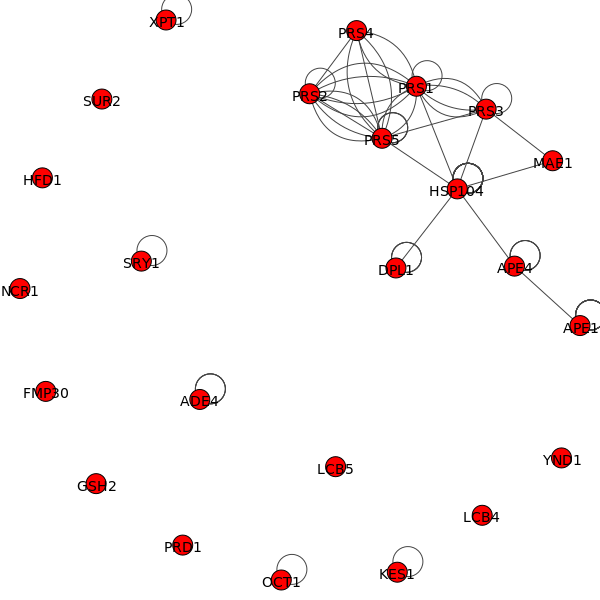 XPT1
PRS4
PRS2
PRS1
SUR2
PRS3
PRS5
MAE1
HFD1
HSP104
SRY1
DPL1
APE4
NCR1
APE1
FMP30
ADE4
YND1
LCB5
GSH2
LCB4
PRD1
KES1
OCT1